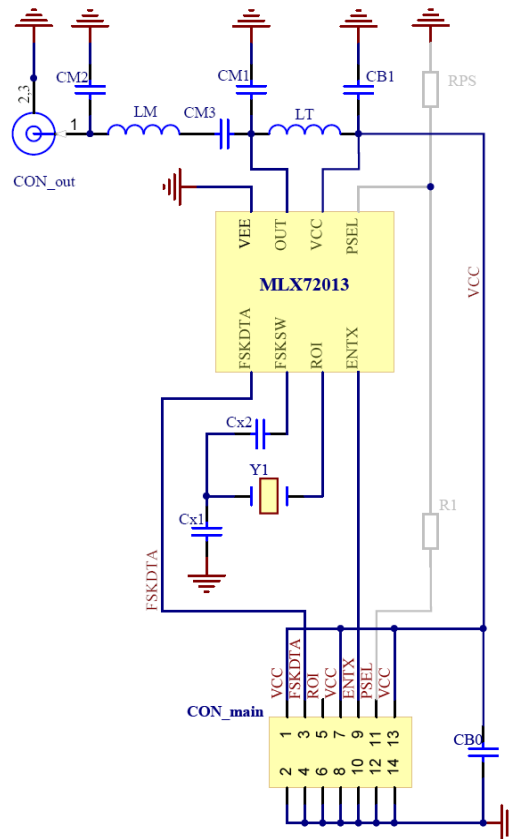 CM2
CM1
CB1
RPS
2,3
1
LM
CM3
LT
CON_out
VEE
OUT
VCC
PSEL
VCC
MLX72013
FSKDTA
FSKSW
ROI
ENTX
Cx2
Y1
Cx1
R1
FSKDTA
VCC
FSKDTA
ROI
VCC
ENTX
PSEL
VCC
CON_main
1
3
5
7
9
11
13
2
4
6
8
10
12
14
CB0